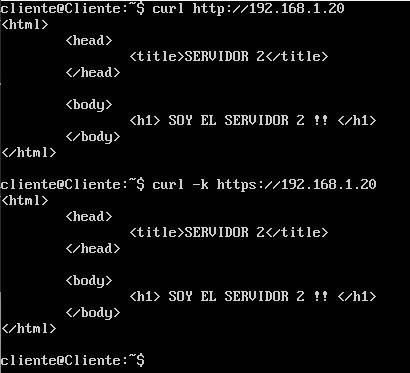 cliente@Cliente:~$ curl http://192.168.1.20
<html>
        <head>
                <title>SERVIDOR 2</title>
        </head>

        <body>
                <h1> SOY EL SERVIDOR 2 !! </h1>
        </body>
</html>

cliente@Cliente:~$ curl -k https://192.168.1.20
<html>
        <head>
                <title>SERVIDOR 2</title>
        </head>

        <body>
                <h1> SOY EL SERVIDOR 2 !! </h1>
        </body>
</html>

cliente@Cliente:~$